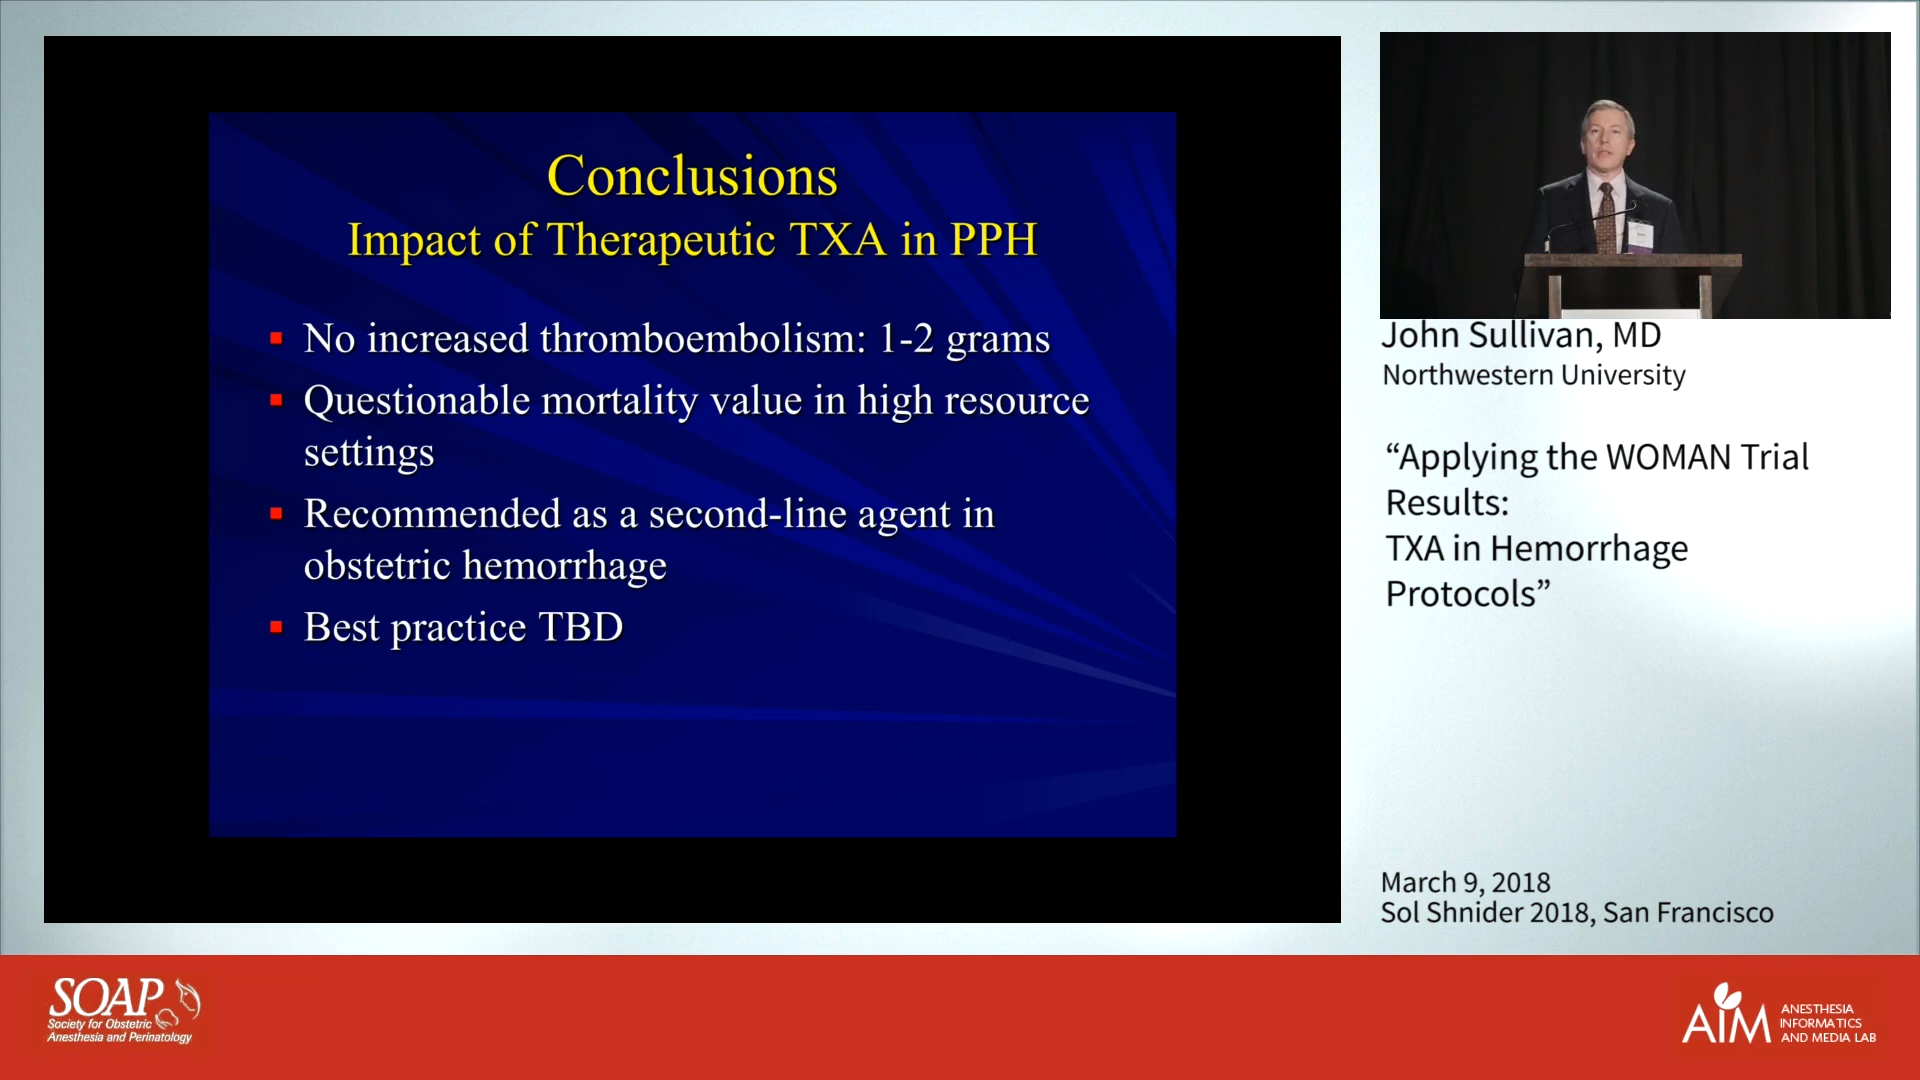 Conclusions
Impact of Therapeutic TXA in PPH
No increased thromboembolism: 1-2 grams
Questionable mortality value in high resource
settings
Recommended as a second-line agent in
obstetric hemorrhage
Best practice TBD
John Sullivan, MD
Northwestern University
“Applying the WOMAN Trial
Results:
TXA in Hemorrhage
Protocols”
March 9, 2018
Sol Shnider 2018, San Francisco
SOAP
Society for Obstetric
Anesthesia and Perinatology
AIM
ANESTHESIA
INFORMATICS
AND MEDIA LAB